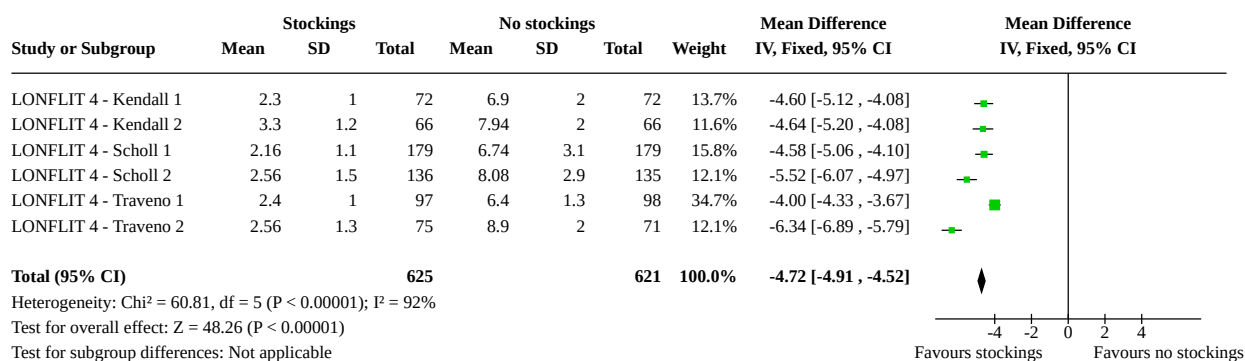 Stockings No stockings Mean Difference Mean Difference
Study or Subgroup Mean SD Total Mean SD Total Weight IV, Fixed, 95% CI IV, Fixed, 95% CI
LONFLIT 4 - Kendall 1 2.3 1 72 6.9 2 72 13.7% -4.60 [-5.12 , -4.08]
LONFLIT 4 - Kendall 2 3.3 1.2 66 7.94 2 66 11.6% -4.64 [-5.20 , -4.08]
LONFLIT 4 - Scholl 1 2.16 1.1 179 6.74 3.1 179 15.8% -4.58 [-5.06 , -4.10]
LONFLIT 4 - Scholl 2 2.56 1.5 136 8.08 2.9 135 12.1% -5.52 [-6.07 , -4.97]
LONFLIT 4 - Traveno 1 2.4 1 97 6.4 1.3 98 34.7% -4.00 [-4.33 , -3.67]
LONFLIT 4 - Traveno 2 2.56 1.3 75 8.9 2 71 12.1% -6.34 [-6.89 , -5.79]
Total (95% CI) 625 621 100.0% -4.72 [-4.91 , -4.52]
Heterogeneity: Chi² = 60.81, df = 5 (P < 0.00001); I² = 92%
Test for overall effect: Z = 48.26 (P < 0.00001) -4 -2 0 2 4
Test for subgroup differences: Not applicable Favours stockings Favours no stockings